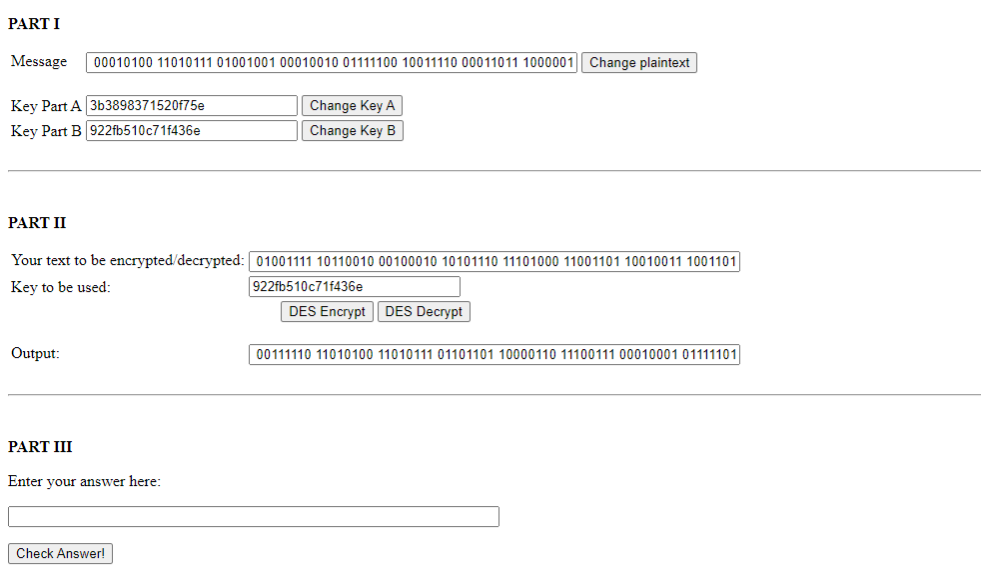 PART I
Message 00010100 11010111 01001001 00010010 01111100 10011110 00011011 1000001 Change plaintext
Key Part A 3b3898371520f75e Change Key A
Key Part B 922fb510c71f436e Change Key B
PART II
Your text to be encrypted/decrypted: 01001111 10110010 00100010 10101110 11101000 11001101 10010011 1001101
Key to be used: 922fb510c71f436e
DES Encrypt DES Decrypt
Output: 00111110 11010100 11010111 01101101 10000110 11100111 00010001 01111101
PART III
Enter your answer here:
Check Answer!